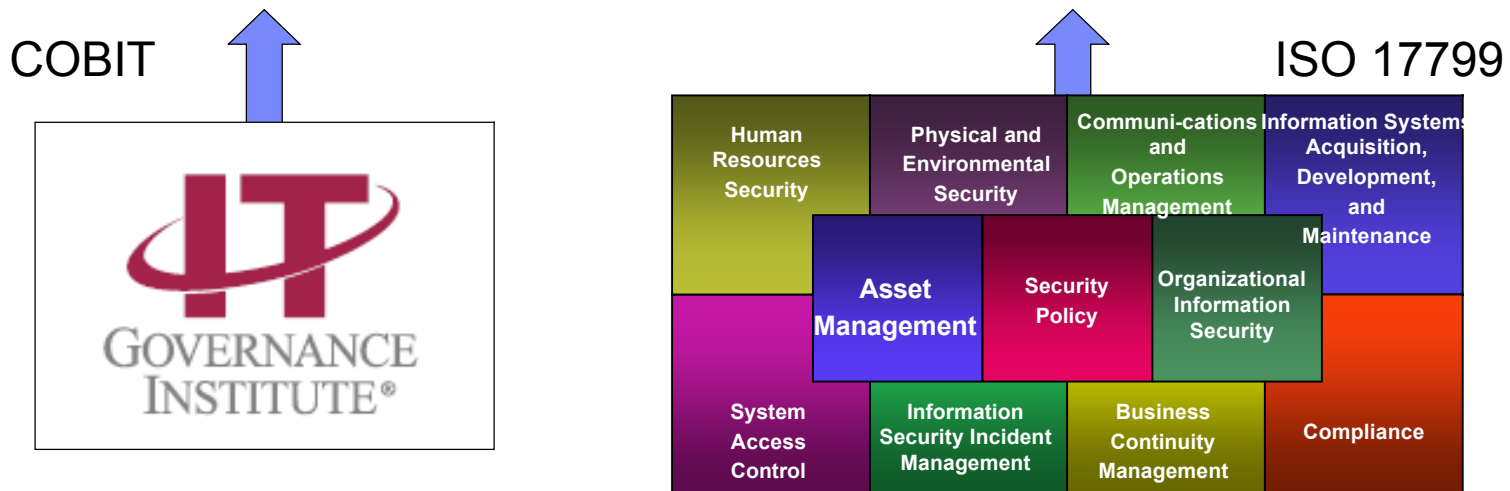 COBIT
ISO 17799
IT
GOVERNANCE
INSTITUTE®
Human
Resources
Security
Physical and
Environmental
Security
Communi-cations
and
Operations
Management
Information Systems
Acquisition,
Development,
and
Maintenance
Asset
Management
Security
Policy
Organizational
Information
Security
System
Access
Control
Information
Security Incident
Management
Business
Continuity
Management
Compliance